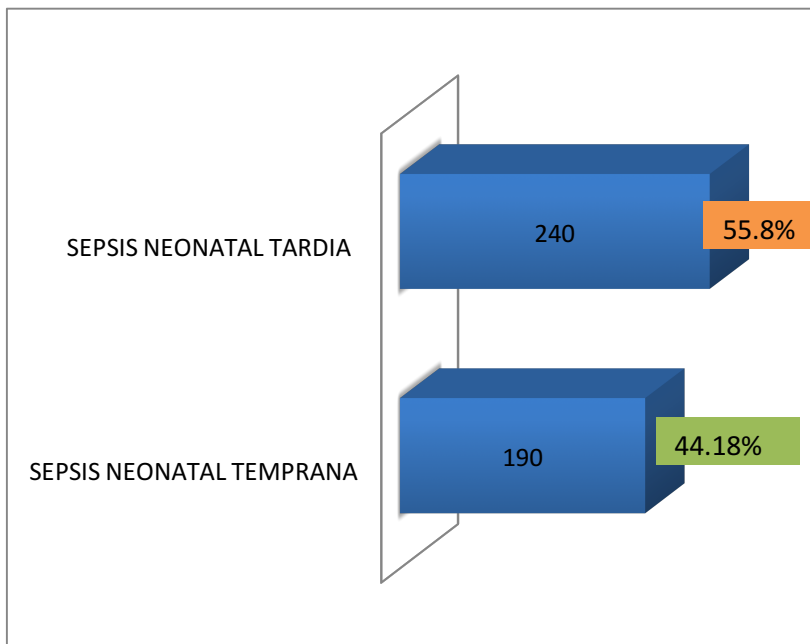 SEPSIS NEONATAL TARDIA
240
55.8%
SEPSIS NEONATAL TEMPRANA
190
44.18%